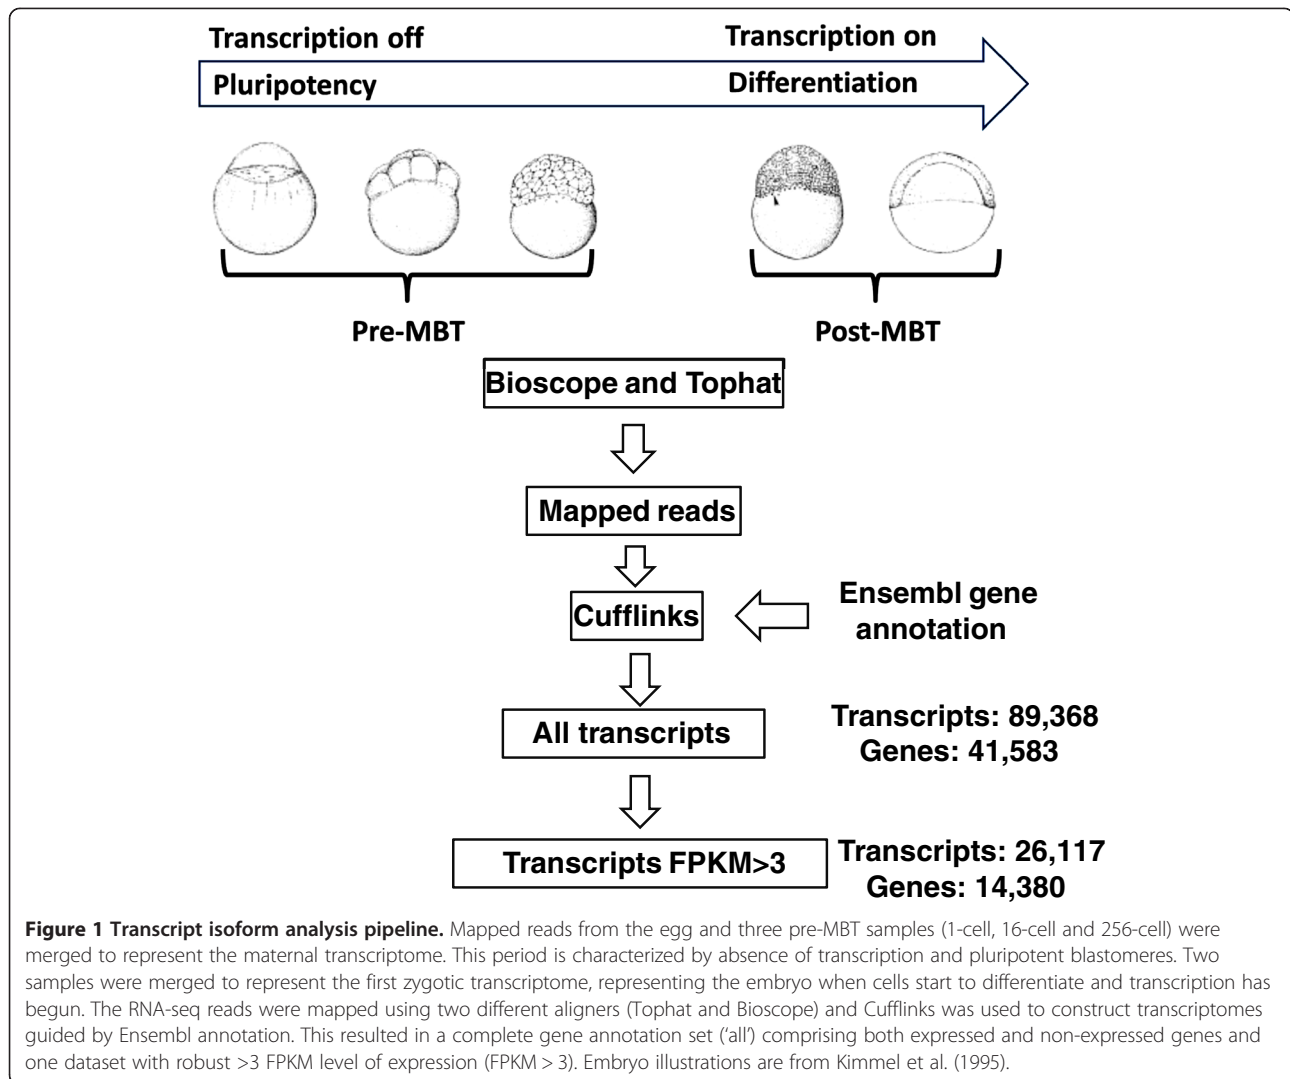 Transcription off
Transcription on
Pluripotency
Differentiation
Pre-MBT
Post-MBT
Bioscope and Tophat
Mapped reads
Cufflinks
Ensembl gene
annotation
All transcripts
Transcripts: 89,368
Genes: 41,583
Transcripts FPKM>3
Transcripts: 26,117
Genes: 14,380
Figure 1 Transcript isoform analysis pipeline. Mapped reads from the egg and three pre-MBT samples (1-cell, 16-cell and 256-cell) were
merged to represent the maternal transcriptome. This period is characterized by absence of transcription and pluripotent blastomeres. Two
samples were merged to represent the first zygotic transcriptome, representing the embryo when cells start to differentiate and transcription has
begun. The RNA-seq reads were mapped using two different aligners (Tophat and Bioscope) and Cufflinks was used to construct transcriptomes
guided by Ensembl annotation. This resulted in a complete gene annotation set (‘all’) comprising both expressed and non-expressed genes and
one dataset with robust >3 FPKM level of expression (FPKM > 3). Embryo illustrations are from Kimmel et al. (1995).